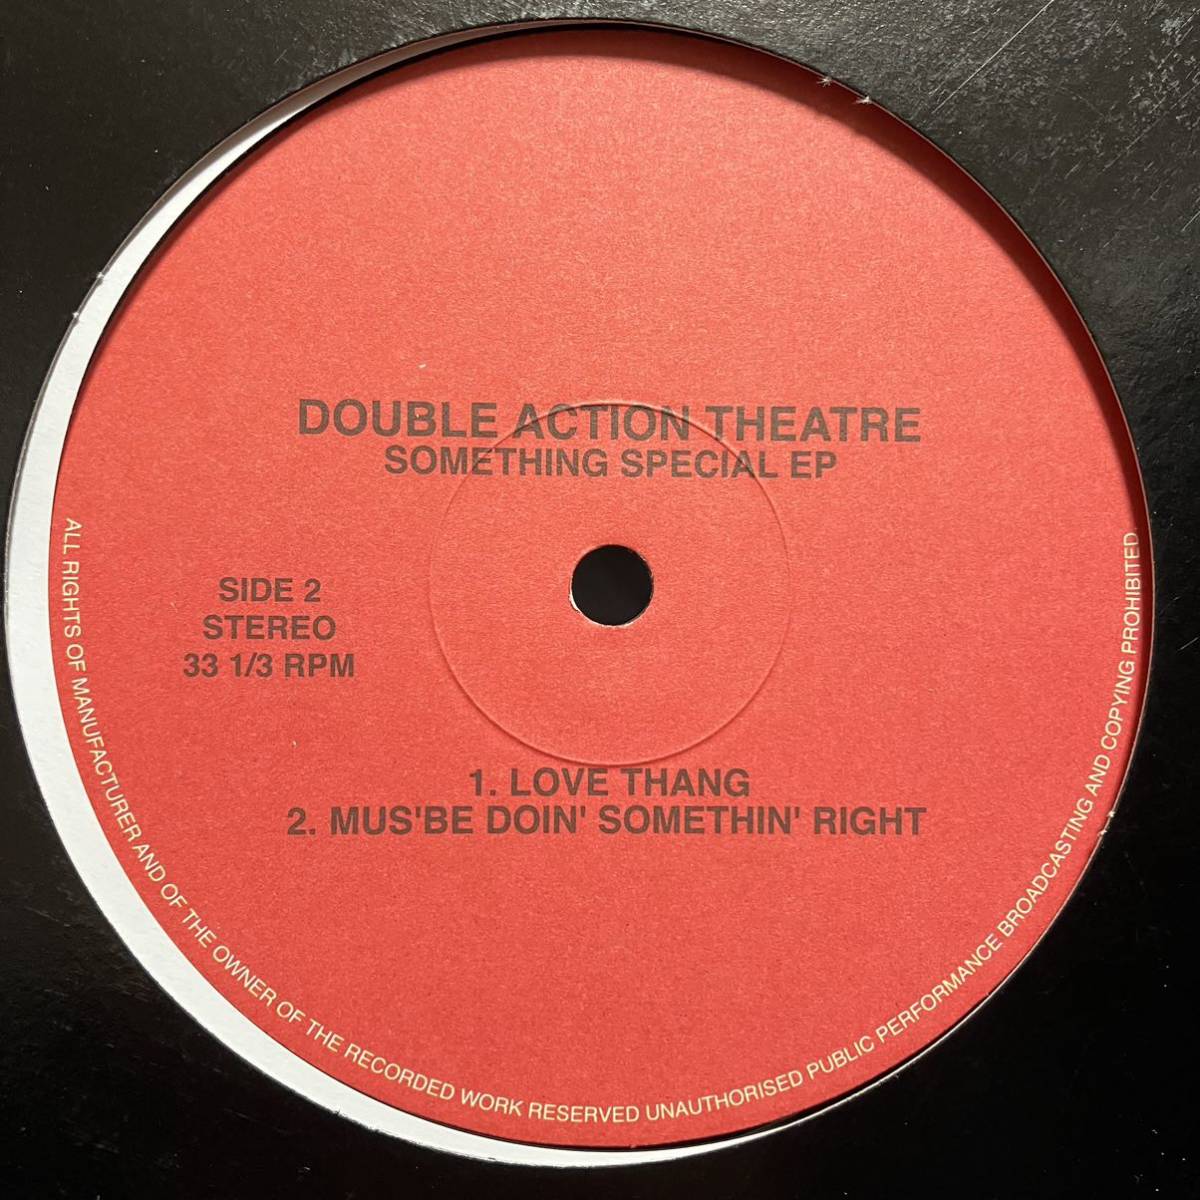 DOUBLE ACTION THEATRE
SOMETHING SPECIAL EP
SIDE 2
STEREO
33 1/3 RPM
1. LOVE THANG
2. MUS'BE DOIN' SOMETHIN' RIGHT
ALL RIGHTS OF MANUFACTURER AND OF THE OWNER OF THE RECORDED WORK RESERVED UNAUTHORISED PUBLIC PERFORMANCE BROADCASTING AND COPYING PROHIBITED.